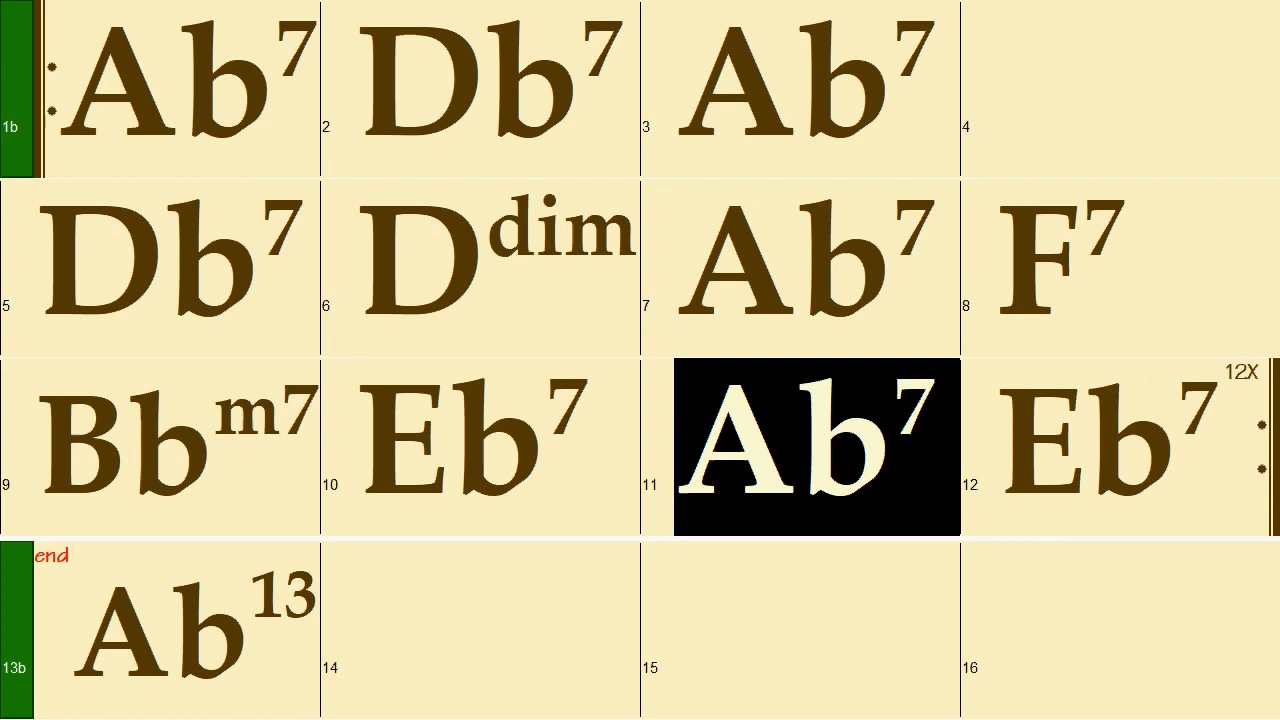 1b : Ab7 2 Db7 3 Ab7 4
5 Db7 6 Ddim 7 Ab7 8 F7
9 Bbm7 10 Eb7 11 Ab7 12 Eb7 12X :
13b end Ab13 14 15 16